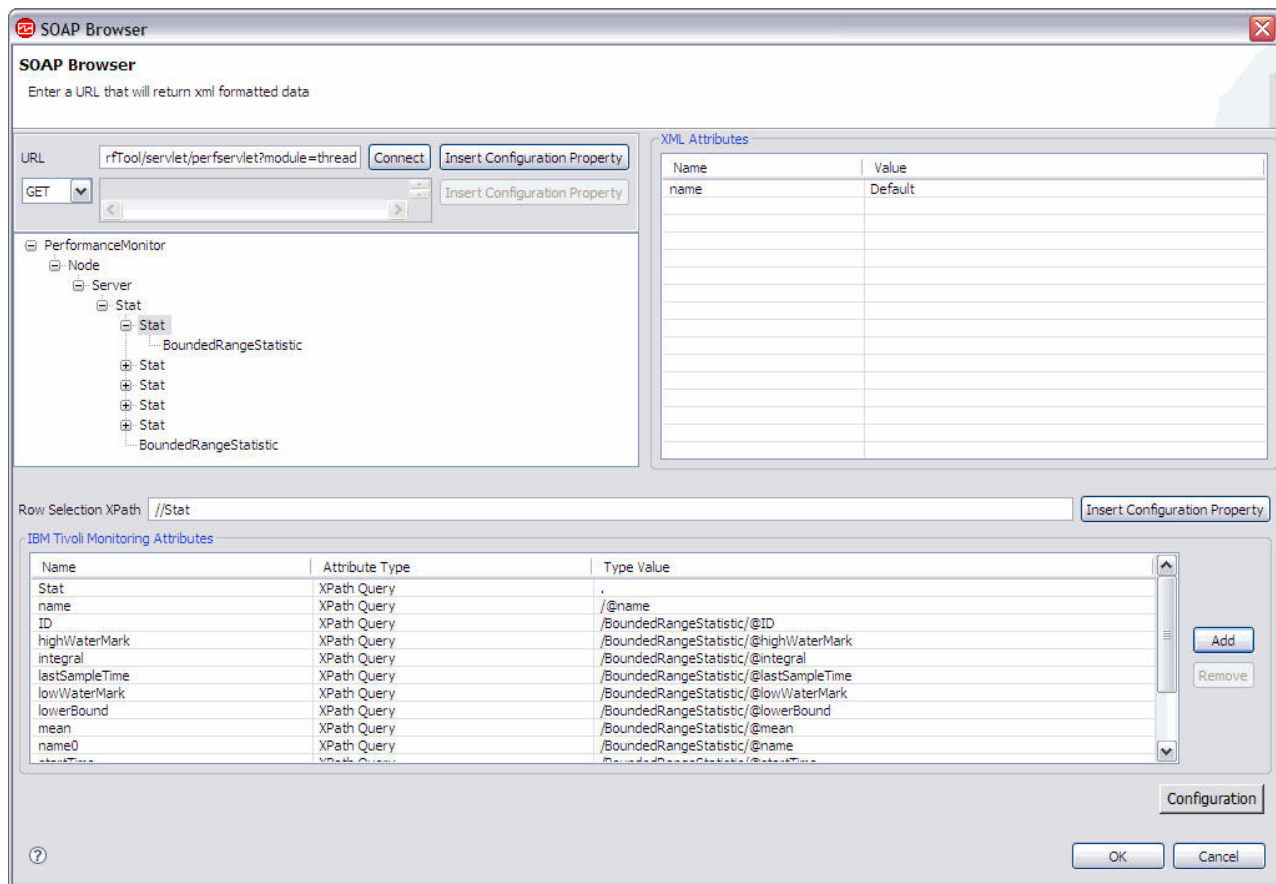 SOAP Browser
SOAP Browser
Enter a URL that will return xml formatted data
URL rfTool/servlet/perfservlet?module=thread Connect Insert Configuration Property
GET Insert Configuration Property
PerformanceMonitor
Node
Server
Stat
Stat
BoundedRangeStatistic
Stat
Stat
Stat
Stat
BoundedRangeStatistic
XML Attributes
Name Value
name Default
Row Selection XPath //Stat Insert Configuration Property
IBM Tivoli Monitoring Attributes
Name Attribute Type Type Value
Stat XPath Query .
name XPath Query /@name
ID XPath Query /BoundedRangeStatistic/@ID
highWaterMark XPath Query /BoundedRangeStatistic/@highWaterMark
integral XPath Query /BoundedRangeStatistic/@integral
lastSampleTime XPath Query /BoundedRangeStatistic/@lastSampleTime
lowWaterMark XPath Query /BoundedRangeStatistic/@lowWaterMark
lowerBound XPath Query /BoundedRangeStatistic/@lowerBound
mean XPath Query /BoundedRangeStatistic/@mean
name0 XPath Query /BoundedRangeStatistic/@name
startTime XPath Query /BoundedRangeStatistic/@startTime
Add
Remove
Configuration
?
OK Cancel